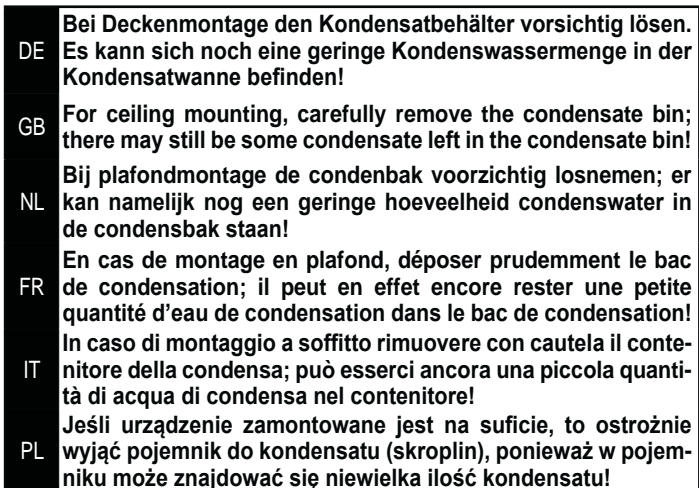 Bei Deckenmontage den Kondensatbehälter vorsichtig lösen.
DE Es kann sich noch eine geringe Kondenswassermenge in der
Kondensatwanne befinden!
GB For ceiling mounting, carefully remove the condensate bin;
there may still be some condensate left in the condensate bin!
Bij plafondmontage de condenbak voorzichtig losnemen; er
NL kan namelijk nog een geringe hoeveelheid condenswater in
de condensbak staan!
En cas de montage en plafond, déposer prudemment le bac
FR de condensation; il peut en effet encore rester une petite
quantité d’eau de condensation dans le bac de condensation!
In caso di montaggio a soffitto rimuovere con cautela il conte-
IT nitore della condensa; può esserci ancora una piccola quanti-
tà di acqua di condensa nel contenitore!
Jeśli urządzenie zamontowane jest na suficie, to ostrożnie
PL wyjąć pojemnik do kondensatu (skroplin), ponieważ w pojem-
niku może znajdować się niewielka ilość kondensatu!